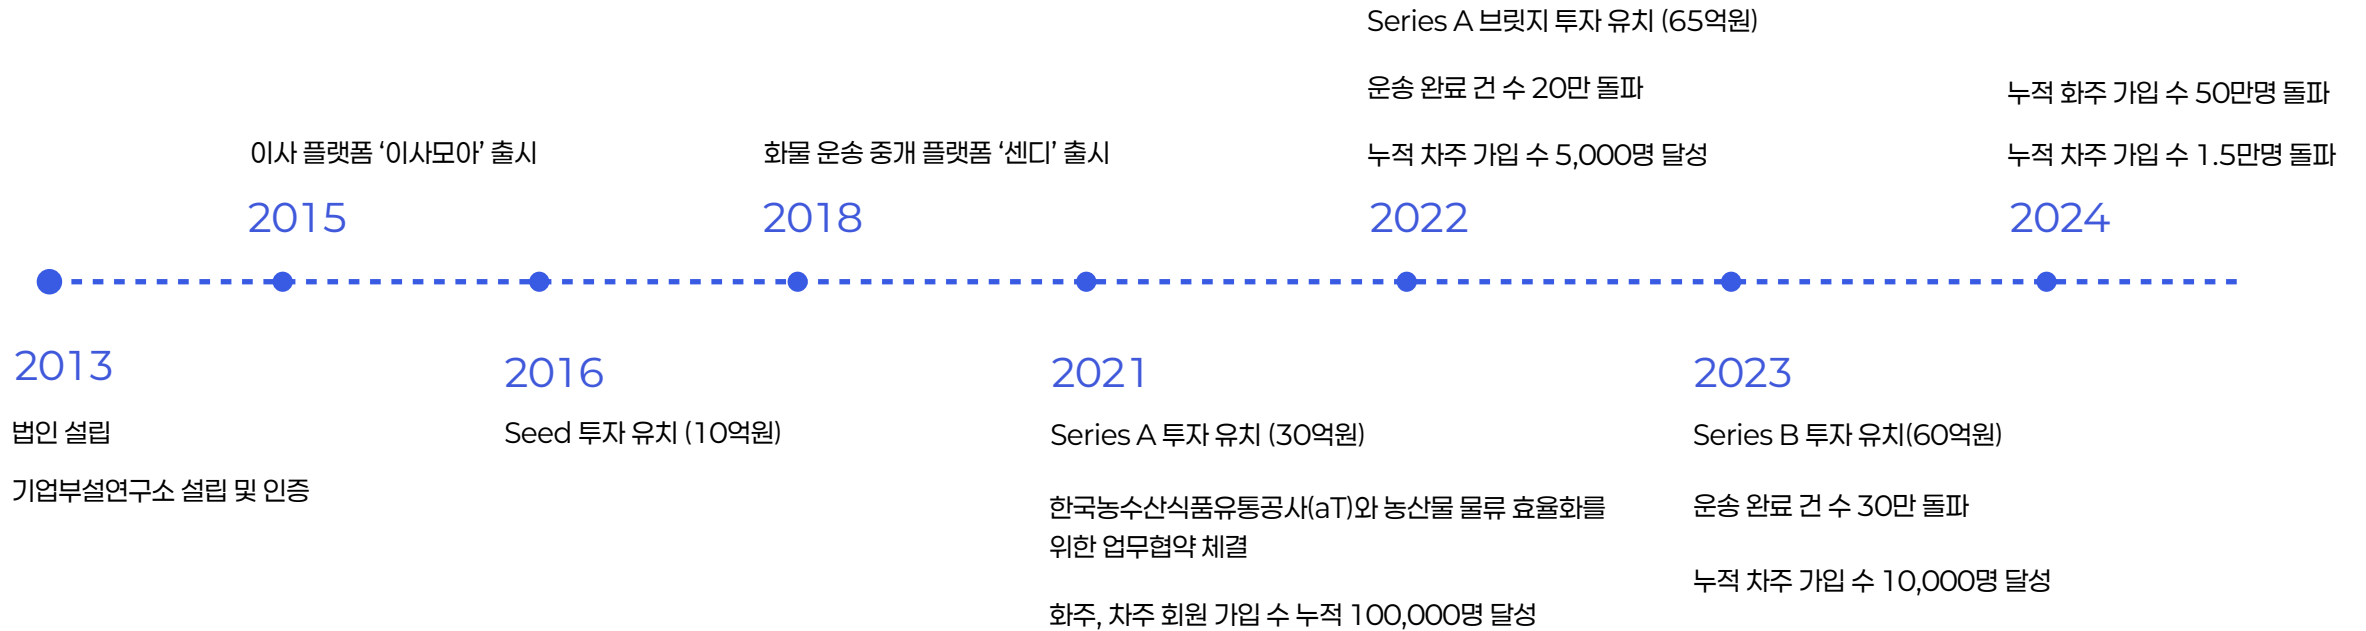 Series A 브릿지 투자 유치 (65억원)
운송 완료 건 수 20만 돌파
누적 화주 가입 수 50만명 돌파
이사 플랫폼 ‘이사모아’ 출시
화물 운송 중개 플랫폼 ‘센디’ 출시
누적 차주 가입 수 5,000명 달성
누적 차주 가입 수 1.5만명 돌파
2015
2018
2022
2024
2013
2016
2021
2023
법인 설립
기업부설연구소 설립 및 인증
Seed 투자 유치 (10억원)
Series A 투자 유치 (30억원)
한국농수산식품유통공사(aT)와 농산물 물류 효율화를
위한 업무협약 체결
화주, 차주 회원 가입 수 누적 100,000명 달성
Series B 투자 유치(60억원)
운송 완료 건 수 30만 돌파
누적 차주 가입 수 10,000명 달성